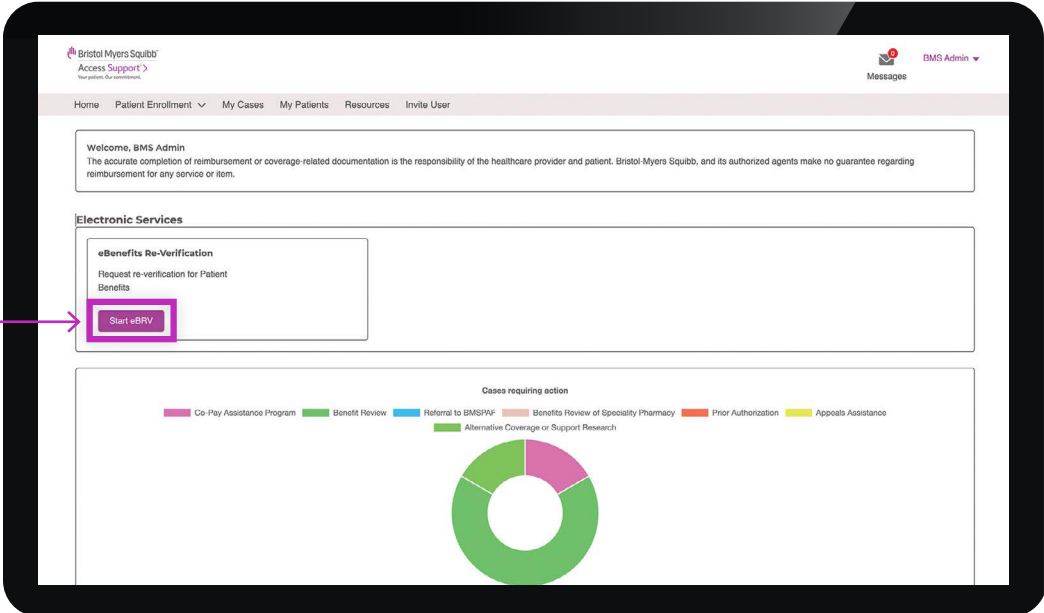 Bristol Myers Squibb™
Access Support®
Your patient. Our commitment.
0
Messages
BMS Admin
Home Patient Enrollment My Cases My Patients Resources Invite User
Welcome, BMS Admin
The accurate completion of reimbursement or coverage-related documentation is the responsibility of the healthcare provider and patient. Bristol-Myers Squibb, and its authorized agents make no guarantee regarding
reimbursement for any service or item.
Electronic Services
eBenefits Re-Verification
Request re-verification for Patient
Benefits
Start eBRV
Cases requiring action
Co-Pay Assistance Program Benefit Review Referral to BMSPAF Benefits Review of Speciality Pharmacy Prior Authorization Appeals Assistance
Alternative Coverage or Support Research